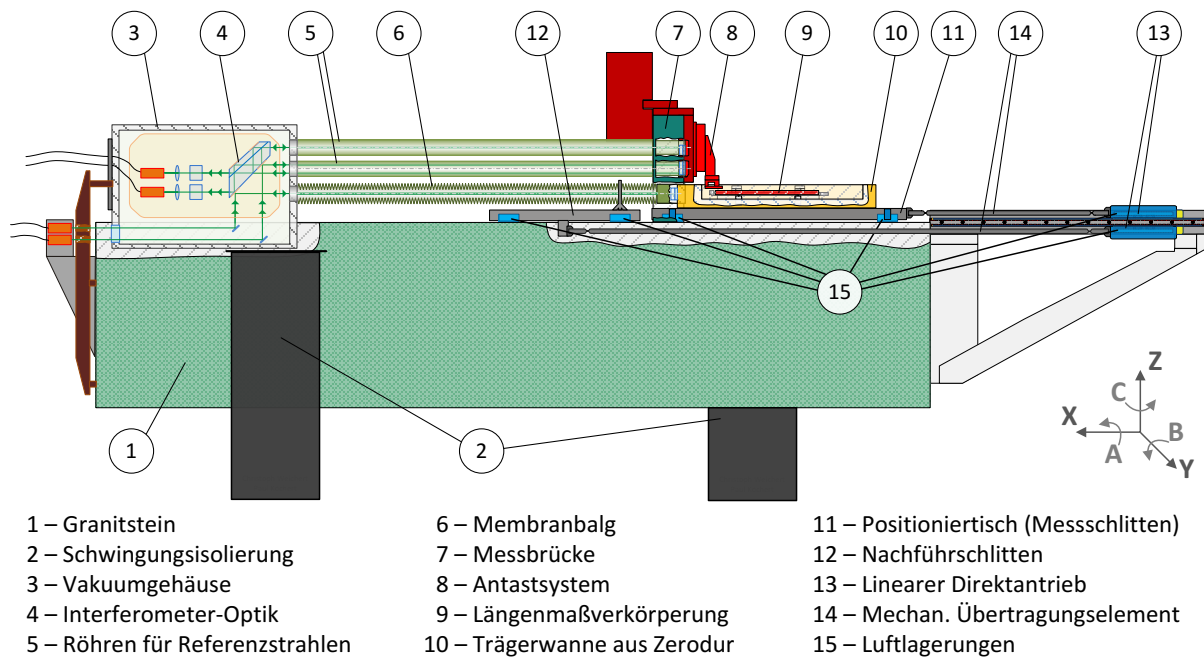 3 4 5 6 12 7 8 9 10 11 14 13
15
Z
C
X
B
A
Y
1 2
1 – Granitstein
2 – Schwingungsisolierung
3 – Vakuumgehäuse
4 – Interferometer-Optik
5 – Röhren für Referenzstrahlen
6 – Membranbalg
7 – Messbrücke
8 – Antastsystem
9 – Längenmaßverkörperung
10 – Trägerwanne aus Zerodur
11 – Positioniertisch (Messschlitten)
12 – Nachführschlitten
13 – Linearer Direktantrieb
14 – Mechan. Übertragungselement
15 – Luftlagerungen